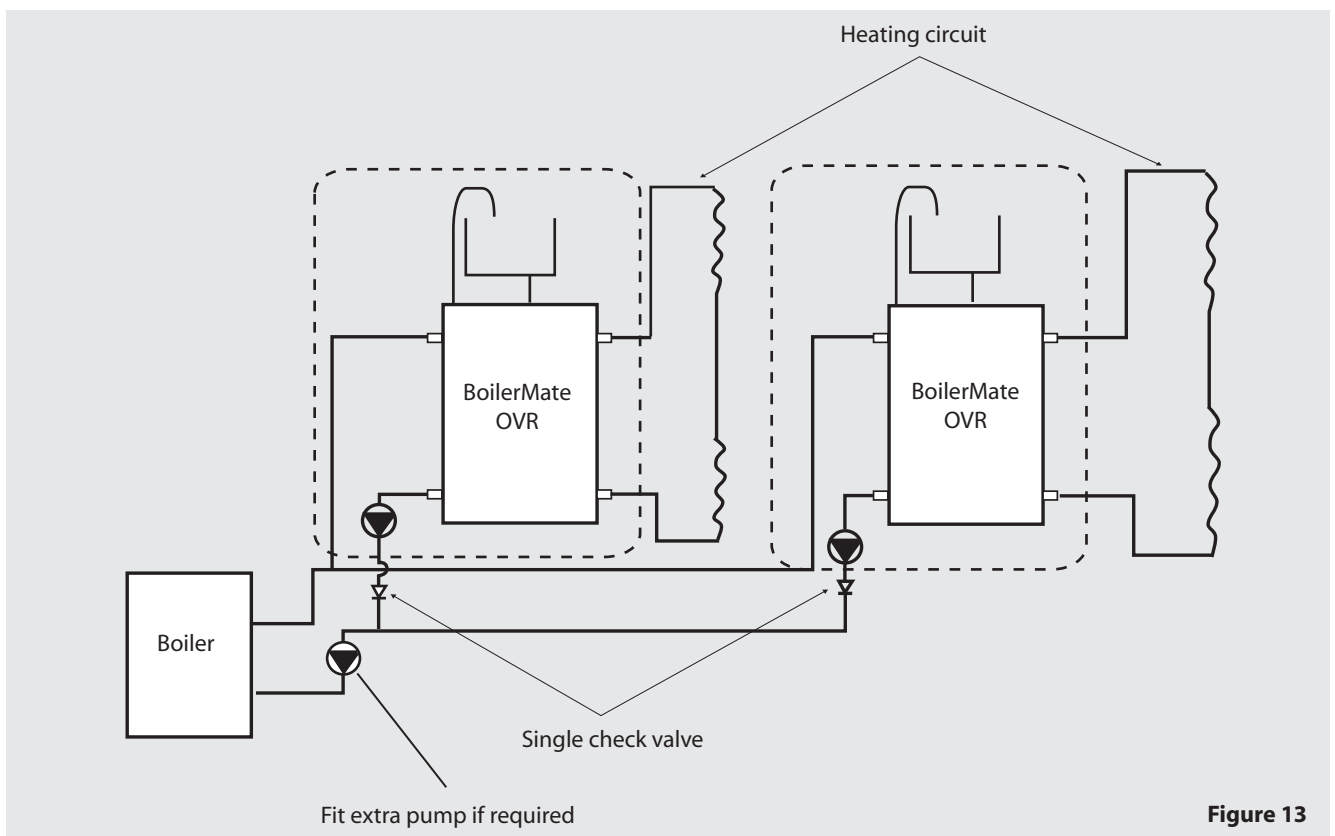 Heating circuit
BoilerMate
OVR
BoilerMate
OVR
Boiler
Single check valve
Fit extra pump if required
Figure 13